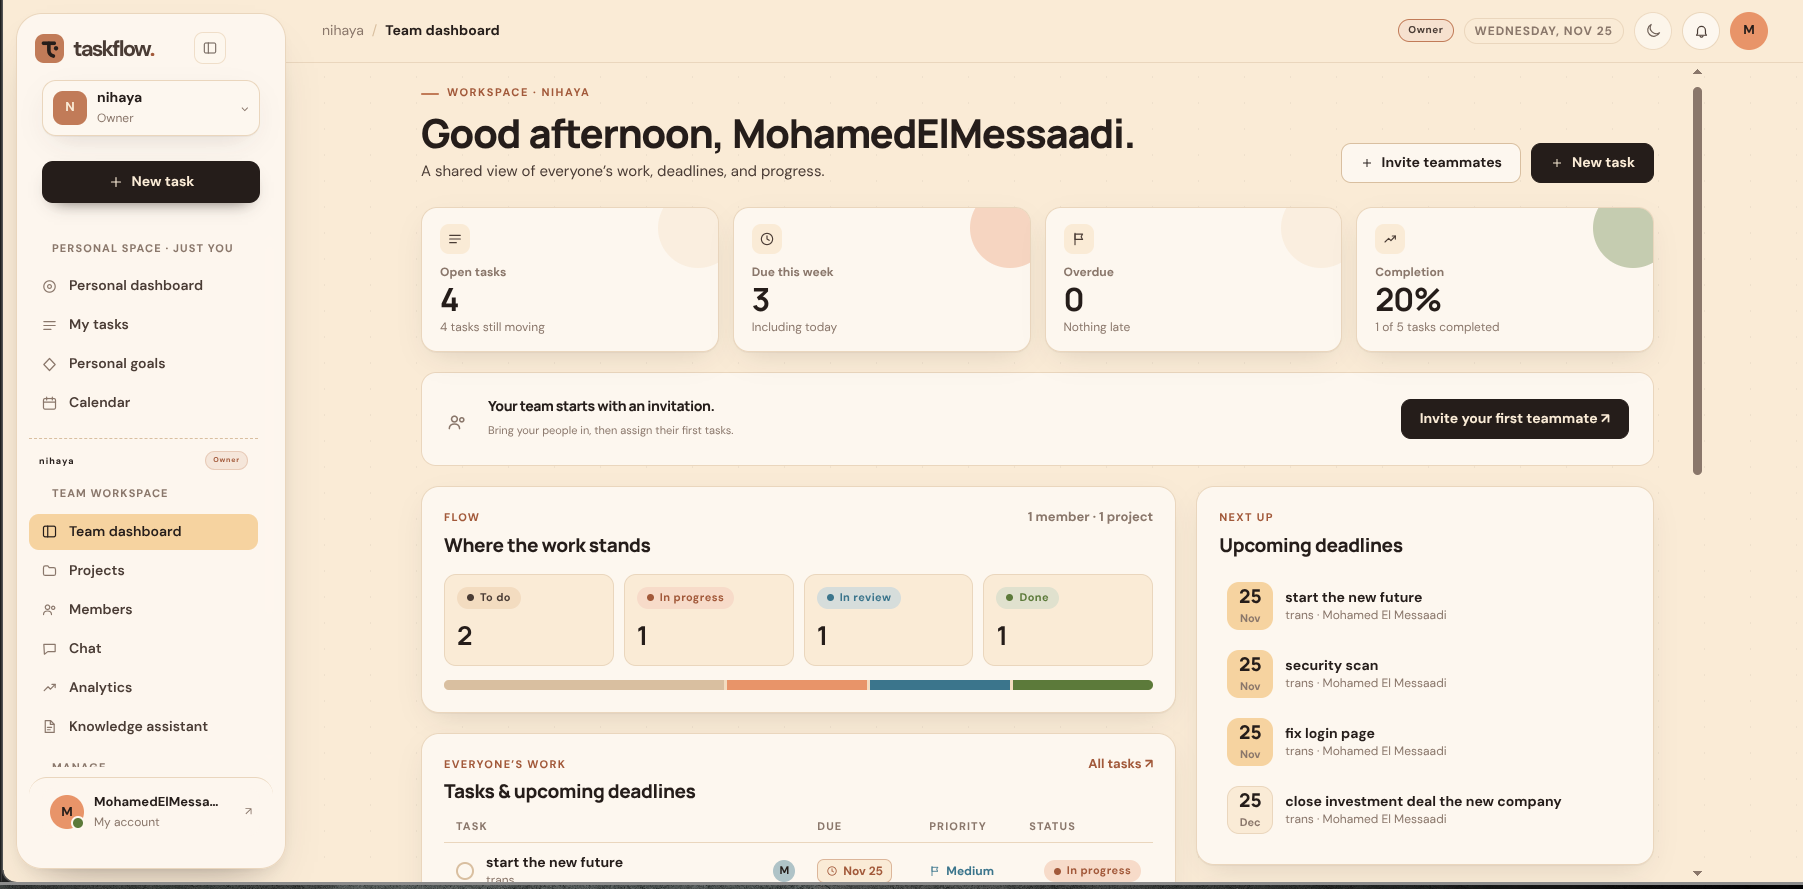 taskflow.
N
nihaya
Owner
+ New task
PERSONAL SPACE · JUST YOU
Personal dashboard
My tasks
Personal goals
Calendar
nihaya
Owner
TEAM WORKSPACE
Team dashboard
Projects
Members
Chat
Analytics
Knowledge assistant
MANAGE
M
MohamedElMessa...
My account
nihaya / Team dashboard
Owner
WEDNESDAY, NOV 25
M
WORKSPACE · NIHAYA
Good afternoon, MohamedElMessaadi.
A shared view of everyone’s work, deadlines, and progress.
+ Invite teammates
+ New task
Open tasks
4
4 tasks still moving
Due this week
3
Including today
Overdue
0
Nothing late
Completion
20%
1 of 5 tasks completed
Your team starts with an invitation.
Bring your people in, then assign their first tasks.
Invite your first teammate ↗
FLOW
1 member · 1 project
Where the work stands
To do
2
In progress
1
In review
1
Done
1
EVERYONE’S WORK
All tasks ↗
Tasks & upcoming deadlines
TASK DUE PRIORITY STATUS
start the new future
trans
M
Nov 25
Medium
In progress
NEXT UP
Upcoming deadlines
25 Nov
start the new future
trans · Mohamed El Messaadi
25 Nov
security scan
trans · Mohamed El Messaadi
25 Nov
fix login page
trans · Mohamed El Messaadi
25 Dec
close investment deal the new company
trans · Mohamed El Messaadi